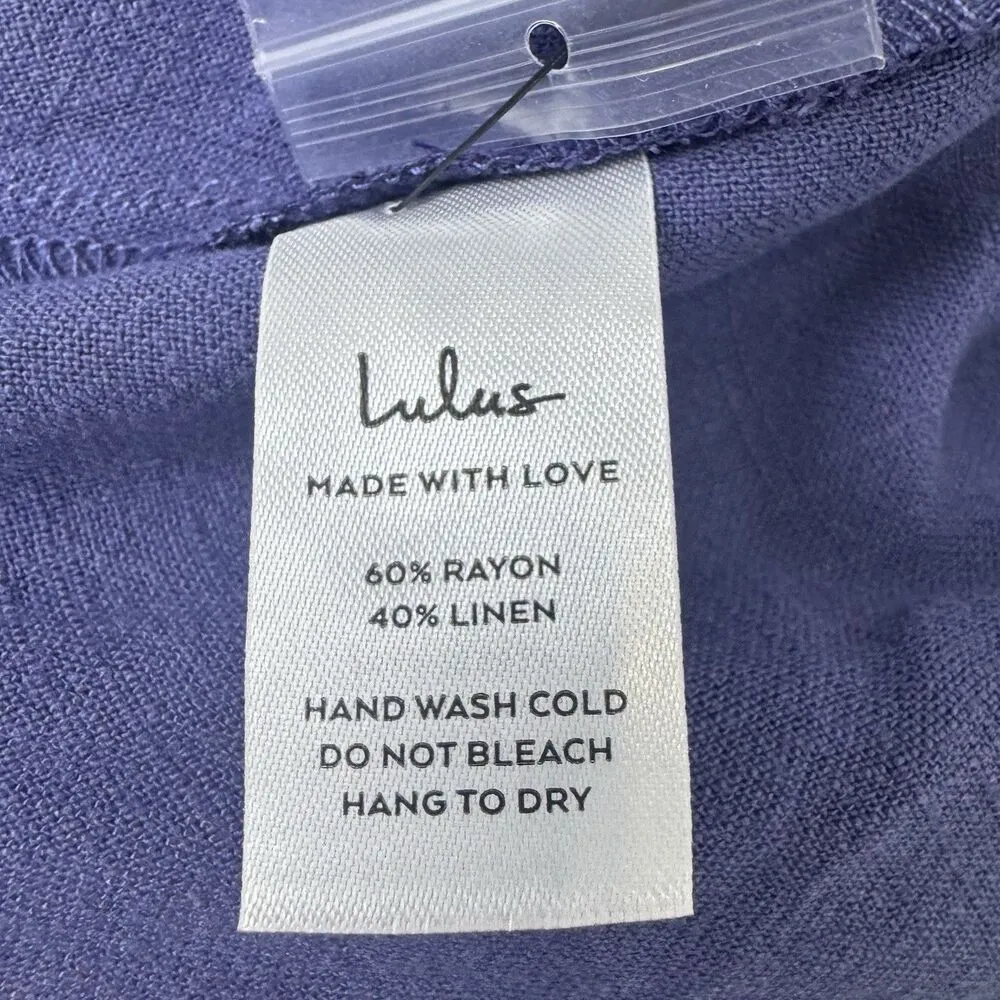 Lulus
MADE WITH LOVE
60% RAYON
40% LINEN
HAND WASH COLD
DO NOT BLEACH
HANG TO DRY